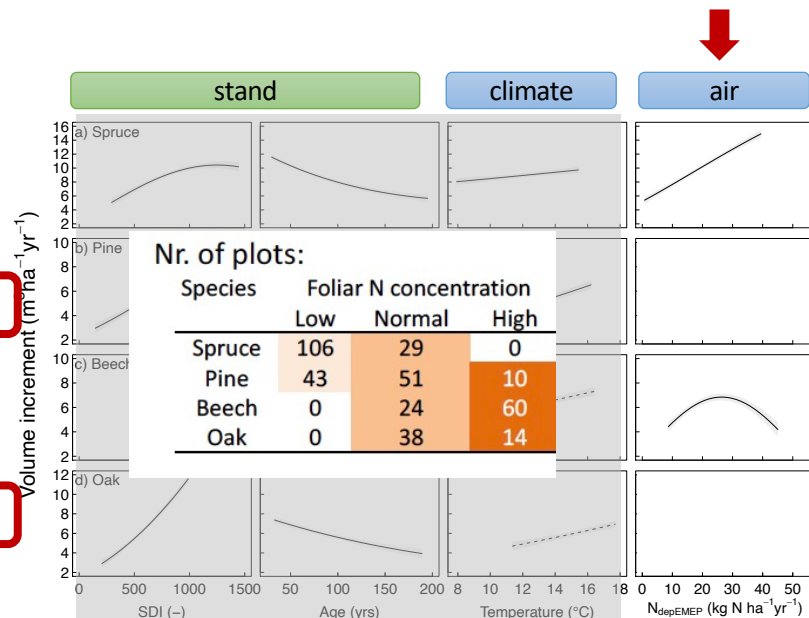 stand climate air
Volume increment (m³ha⁻¹yr⁻¹)
a) Spruce
16
14
12
10
8
6
4
2
b) Pine
10
8
6
4
2
c) Beech
10
8
6
4
2
d) Oak
12
10
8
6
4
2
Nr. of plots:
Species Foliar N concentration
Low Normal High
Spruce 106 29 0
Pine 43 51 10
Beech 0 24 60
Oak 0 38 14
0 500 1000 1500 50 100 150 200 8 10 12 14 16 18 0 10 20 30 40 50
SDI (−) Age (yrs) Temperature (°C) NdepEMEP (kg N ha⁻¹yr⁻¹)